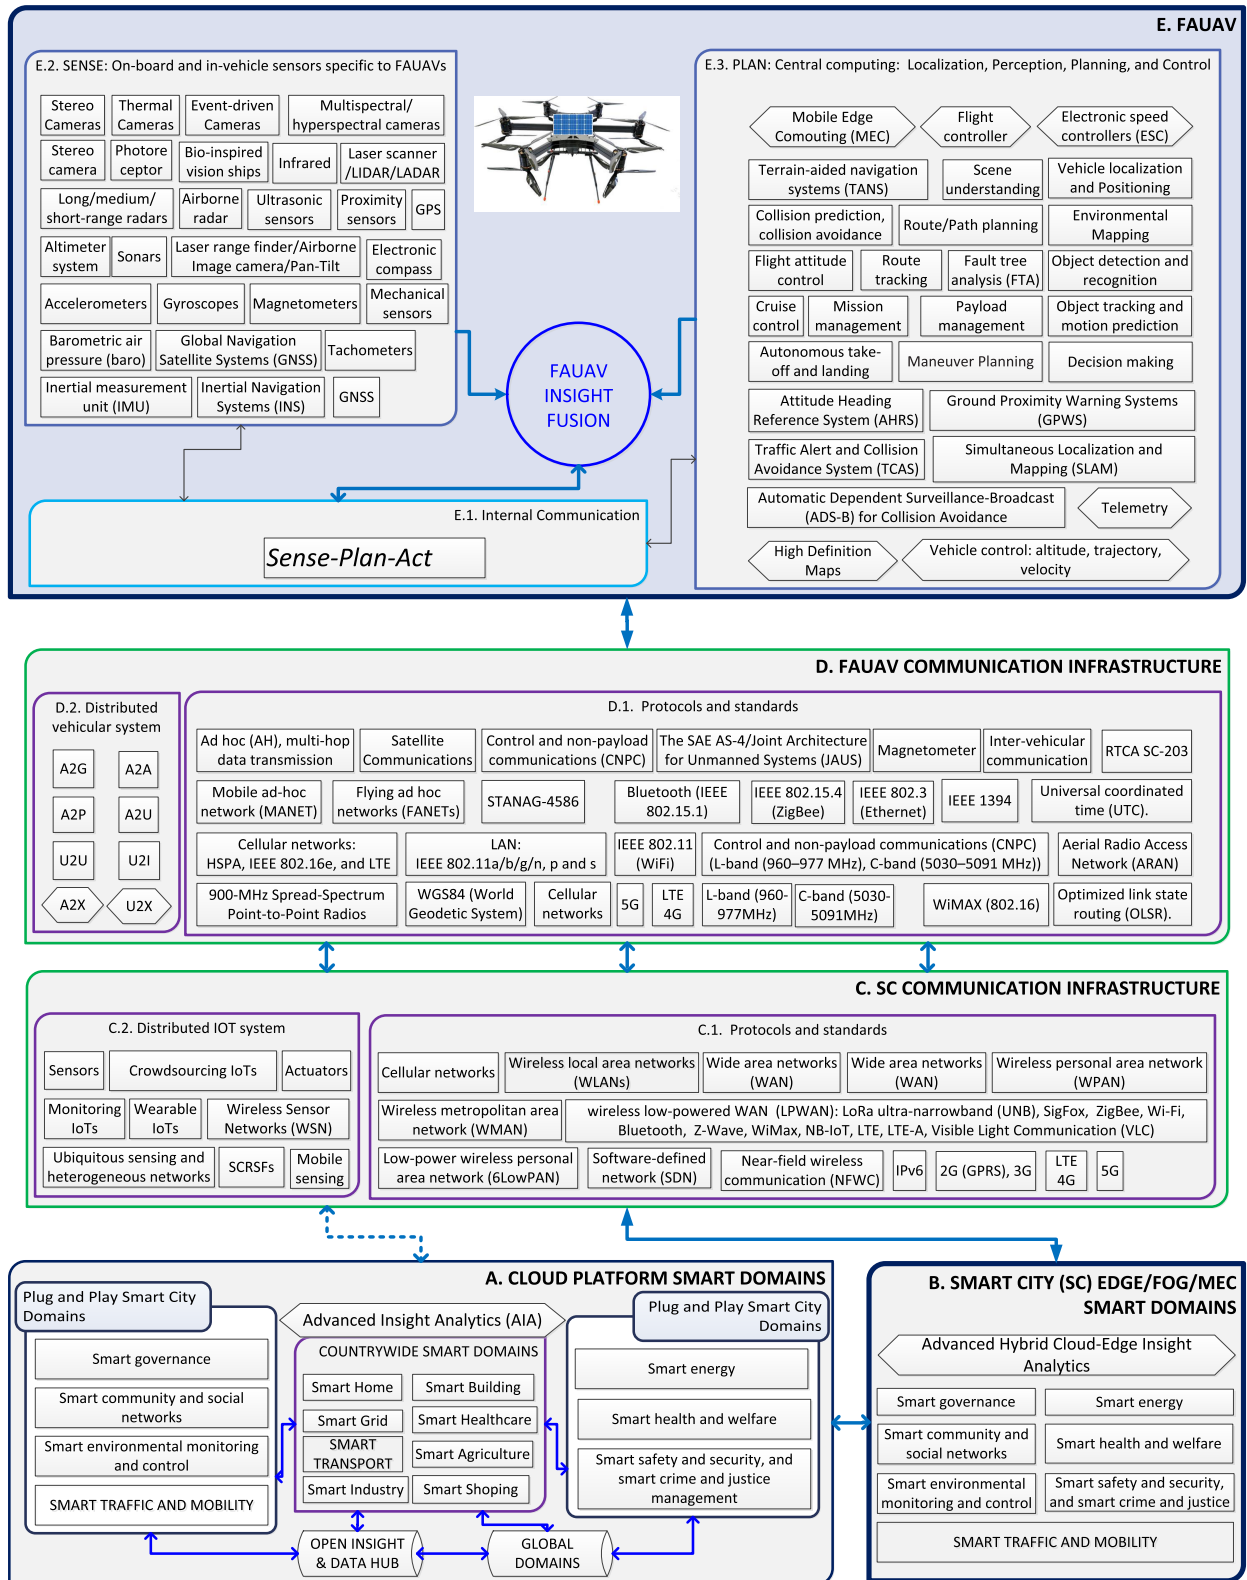 E. FAUAV
E.2. SENSE: On-board and in-vehicle sensors specific to FAUAVs
Stereo
Cameras
Thermal
Cameras
Event-driven
Cameras
Multispectral/
hyperspectral cameras
Stereo
camera
Photore
ceptor
Bio-inspired
vision ships
Infrared
Laser scanner
/LIDAR/LADAR
Long/medium/
short-range radars
Airborne
radar
Ultrasonic
sensors
Proximity
sensors
GPS
Altimeter
system
Sonars
Laser range finder/Airborne
Image camera/Pan-Tilt
Electronic
compass
Accelerometers
Gyroscopes
Magnetometers
Mechanical
sensors
Barometric air
pressure (baro)
Global Navigation
Satellite Systems (GNSS)
Tachometers
Inertial measurement
unit (IMU)
Inertial Navigation
Systems (INS)
GNSS
FAUAV
INSIGHT
FUSION
E.1. Internal Communication
Sense-Plan-Act
E.3. PLAN: Central computing:  Localization, Perception, Planning, and Control
Mobile Edge
Comouting (MEC)
Flight
controller
Electronic speed
controllers (ESC)
Terrain-aided navigation
systems (TANS)
Scene
understanding
Vehicle localization
and Positioning
Collision prediction,
collision avoidance
Route/Path planning
Environmental
Mapping
Flight attitude
control
Route
tracking
Fault tree
analysis (FTA)
Object detection and
recognition
Cruise
control
Mission
management
Payload
management
Object tracking and
motion prediction
Autonomous take-
off and landing
Maneuver Planning
Decision making
Attitude Heading
Reference System (AHRS)
Ground Proximity Warning Systems
(GPWS)
Traffic Alert and Collision
Avoidance System (TCAS)
Simultaneous Localization and
Mapping (SLAM)
Automatic Dependent Surveillance-Broadcast
(ADS-B) for Collision Avoidance
Telemetry
High Definition
Maps
Vehicle control: altitude, trajectory,
velocity
D. FAUAV COMMUNICATION INFRASTRUCTURE
D.2. Distributed
vehicular system
A2G
A2A
A2P
A2U
U2U
U2I
A2X
U2X
D.1.  Protocols and standards
Ad hoc (AH), multi-hop
data transmission
Satellite
Communications
Control and non-payload
communications (CNPC)
The SAE AS-4/Joint Architecture
for Unmanned Systems (JAUS)
Magnetometer
Inter-vehicular
communication
RTCA SC-203
Mobile ad-hoc
network (MANET)
Flying ad hoc
networks (FANETs)
STANAG-4586
Bluetooth (IEEE
802.15.1)
IEEE 802.15.4
(ZigBee)
IEEE 802.3
(Ethernet)
IEEE 1394
Universal coordinated
time (UTC).
Cellular networks:
HSPA, IEEE 802.16e, and LTE
LAN:
IEEE 802.11a/b/g/n, p and s
IEEE 802.11
(WiFi)
Control and non-payload communications (CNPC)
(L-band (960–977 MHz), C-band (5030–5091 MHz))
Aerial Radio Access
Network (ARAN)
900-MHz Spread-Spectrum
Point-to-Point Radios
WGS84 (World
Geodetic System)
Cellular
networks
5G
LTE
4G
L-band (960-
977MHz)
C-band (5030-
5091MHz)
WiMAX (802.16)
Optimized link state
routing (OLSR).
C. SC COMMUNICATION INFRASTRUCTURE
C.2. Distributed IOT system
Sensors
Crowdsourcing IoTs
Actuators
Monitoring
IoTs
Wearable
IoTs
Wireless Sensor
Networks (WSN)
Ubiquitous sensing and
heterogeneous networks
SCRSFs
Mobile
sensing
C.1.  Protocols and standards
Cellular networks
Wireless local area networks
(WLANs)
Wide area networks
(WAN)
Wide area networks
(WAN)
Wireless personal area network
(WPAN)
Wireless metropolitan area
network (WMAN)
wireless low-powered WAN  (LPWAN): LoRa ultra-narrowband (UNB), SigFox,  ZigBee, Wi-Fi,
Bluetooth,  Z-Wave, WiMax, NB-IoT, LTE, LTE-A, Visible Light Communication (VLC)
Low-power wireless personal
area network (6LowPAN)
Software-defined
network (SDN)
Near-field wireless
communication (NFWC)
IPv6
2G (GPRS), 3G
LTE
4G
5G
A. CLOUD PLATFORM SMART DOMAINS
Plug and Play Smart City
Domains
Smart governance
Smart community and social
networks
Smart environmental monitoring
and control
SMART TRAFFIC AND MOBILITY
Advanced Insight Analytics (AIA)
COUNTRYWIDE SMART DOMAINS
Smart Home
Smart Building
Smart Grid
Smart Healthcare
SMART
TRANSPORT
Smart Agriculture
Smart Industry
Smart Shoping
Plug and Play Smart City
Domains
Smart energy
Smart health and welfare
Smart safety and security, and
smart crime and justice
management
OPEN INSIGHT
& DATA HUB
GLOBAL
DOMAINS
B. SMART CITY (SC) EDGE/FOG/MEC
SMART DOMAINS
Advanced Hybrid Cloud-Edge Insight
Analytics
Smart governance
Smart energy
Smart community and
social networks
Smart health and welfare
Smart environmental
monitoring and control
Smart safety and security,
and smart crime and justice
SMART TRAFFIC AND MOBILITY